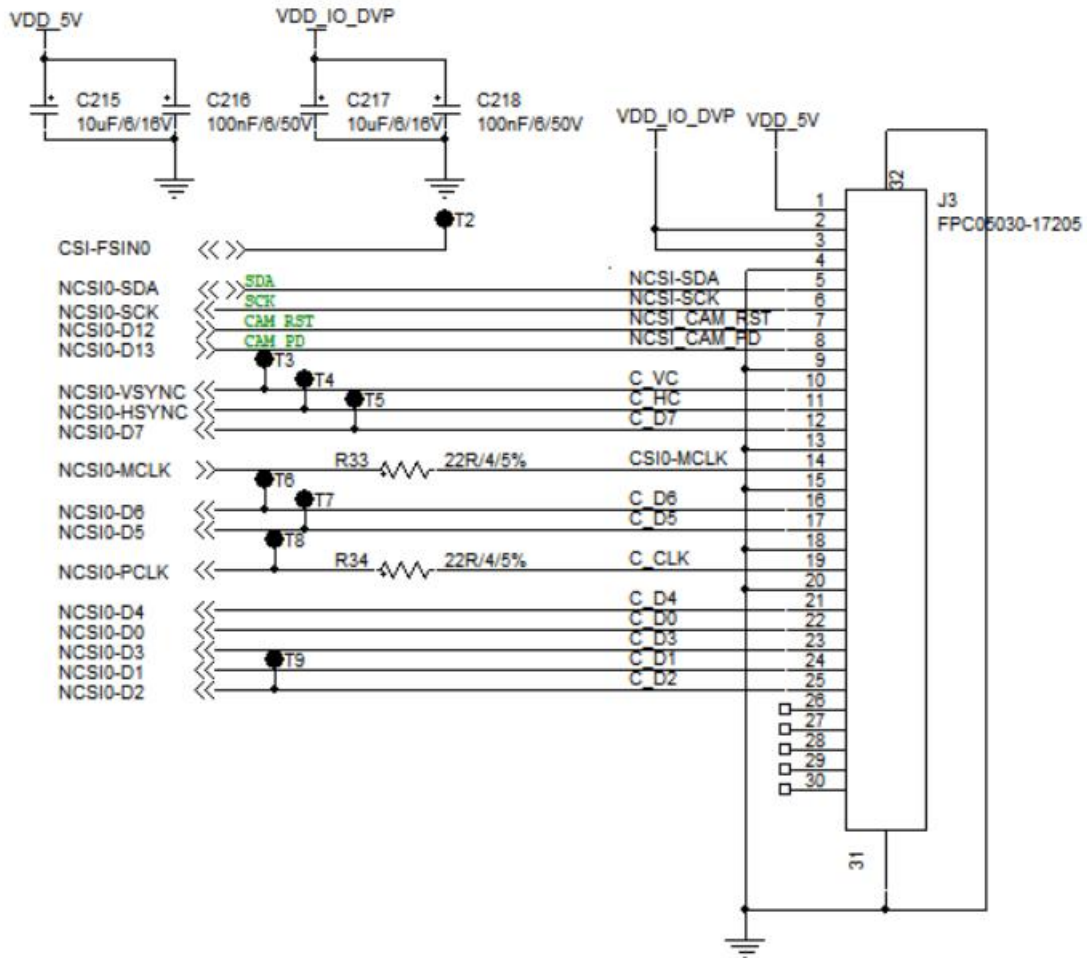 VDD_5V
VDD_IO_DVP
C215
10uF/6/16V
C216
100nF/6/50V
C217
10uF/6/16V
C218
100nF/6/50V
VDD_IO_DVP
VDD_5V
J3
FPC05030-17205
32
31
T2
CSI-FSIN0
NCSI0-SDA
SDA
NCSI-SDA
NCSI0-SCK
SCK
NCSI-SCK
NCSI0-D12
CAM_RST
NCSI_CAM_RST
NCSI0-D13
CAM_PD
NCSI_CAM_PD
T3
NCSI0-VSYNC
T4
C_VC
NCSI0-HSYNC
T5
C_HC
NCSI0-D7
C_D7
NCSI0-MCLK
R33
22R/4/5%
CSI0-MCLK
T6
NCSI0-D6
T7
C_D6
NCSI0-D5
C_D5
T8
NCSI0-PCLK
R34
22R/4/5%
C_CLK
NCSI0-D4
C_D4
NCSI0-D0
C_D0
NCSI0-D3
C_D3
T9
NCSI0-D1
C_D1
NCSI0-D2
C_D2
1
2
3
4
5
6
7
8
9
10
11
12
13
14
15
16
17
18
19
20
21
22
23
24
25
26
27
28
29
30